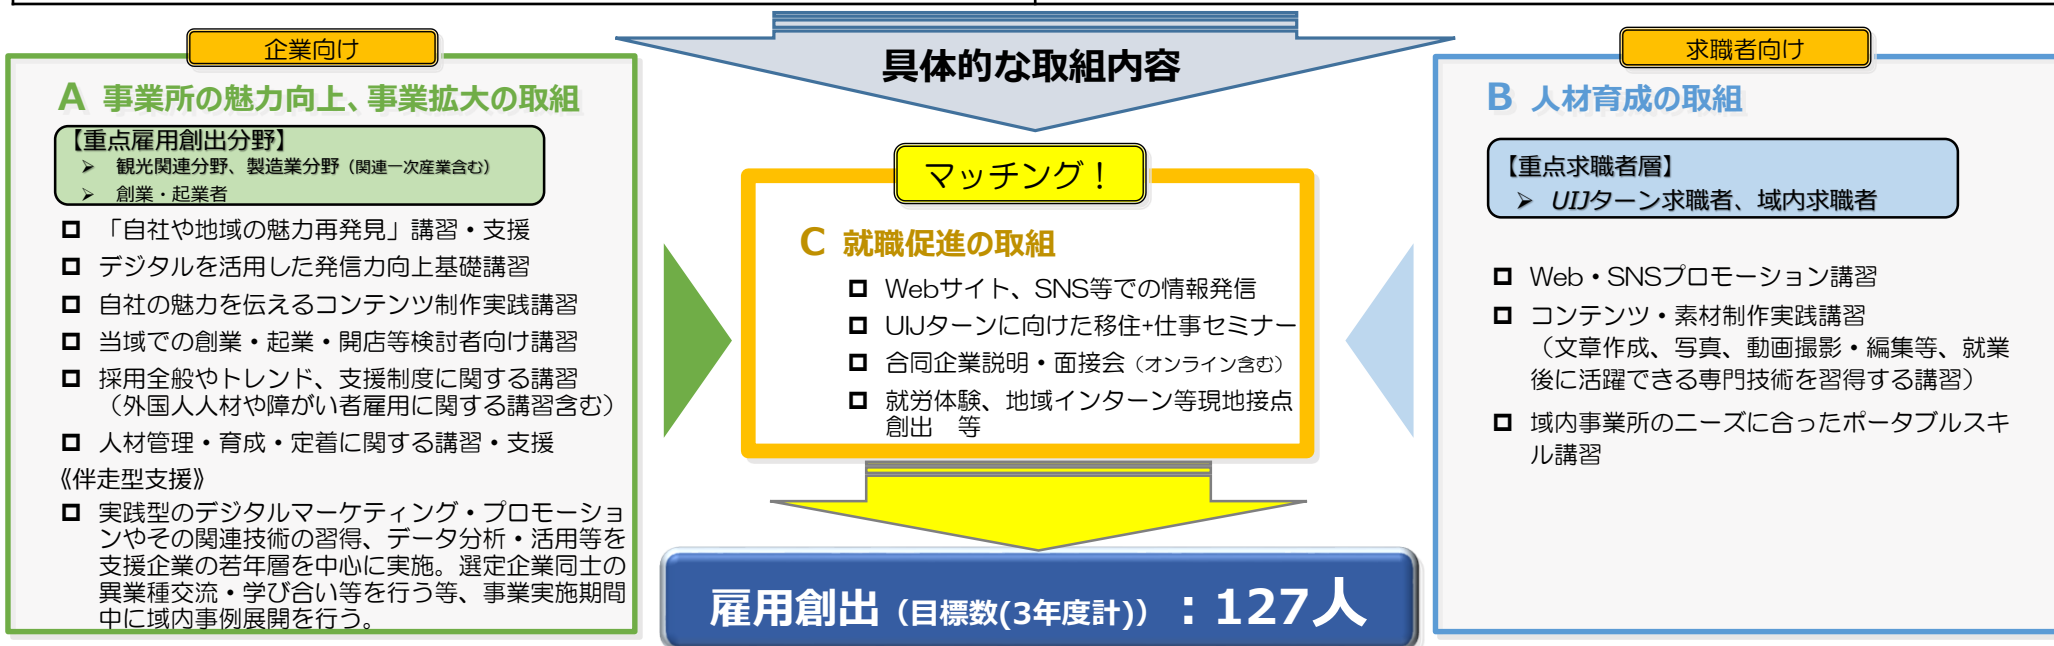 具体的な取組内容
企業向け
A 事業所の魅力向上、事業拡大の取組
【重点雇用創出分野】
➢ 観光関連分野、製造業分野（関連一次産業含む）
➢ 創業・起業者
「自社や地域の魅力再発見」講習・支援
デジタルを活用した発信力向上基礎講習
自社の魅力を伝えるコンテンツ制作実践講習
当域での創業・起業・開店等検討者向け講習
採用全般やトレンド、支援制度に関する講習
（外国人人材や障がい者雇用に関する講習含む）
人材管理・育成・定着に関する講習・支援
《伴走型支援》
実践型のデジタルマーケティング・プロモーショ
ンやその関連技術の習得、データ分析・活用等を
支援企業の若年層を中心に実施。選定企業同士の
異業種交流・学び合い等を行う等、事業実施期間
中に域内事例展開を行う。
マッチング！
C 就職促進の取組
Webサイト、SNS等での情報発信
UIJターンに向けた移住+仕事セミナー
合同企業説明・面接会（オンライン含む）
就労体験、地域インターン等現地接点
創出　等
雇用創出（目標数(3年度計)）：127人
求職者向け
B 人材育成の取組
【重点求職者層】
➢ UIJターン求職者、域内求職者
Web・SNSプロモーション講習
コンテンツ・素材制作実践講習
（文章作成、写真、動画撮影・編集等、就業
後に活躍できる専門技術を習得する講習）
域内事業所のニーズに合ったポータブルスキ
ル講習